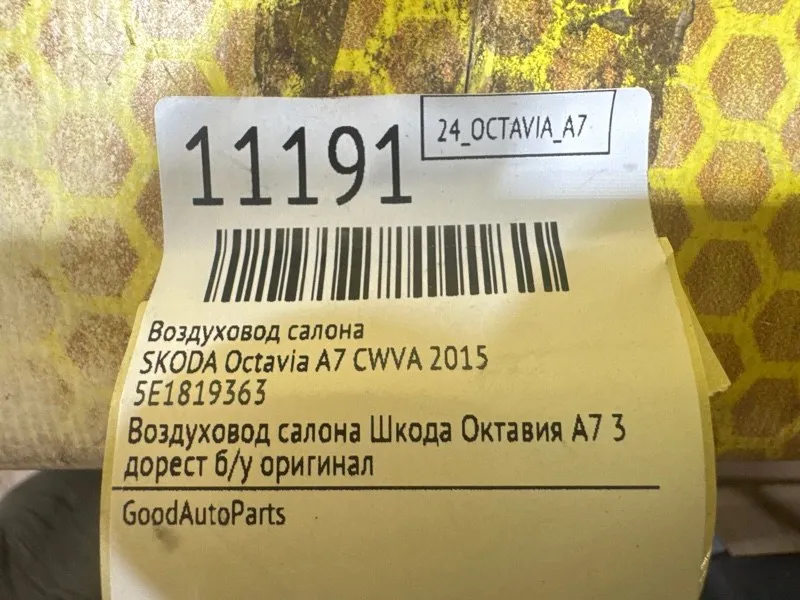 11191
24_OCTAVIA_A7
Воздуховод салона
SKODA Octavia A7 CWVA 2015
5E1819363
Воздуховод салона Шкода Октавия А7 3
дорест б/у оригинал
GoodAutoParts